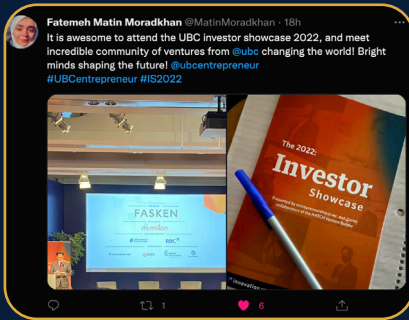 Fatemeh Matin Moradkhan @MatinMoradkhan · 18h
It is awesome to attend the UBC investor showcase 2022, and meet
incredible community of ventures from @ubc changing the world! Bright
minds shaping the future! @ubcentrepreneur
#UBCentrepreneur #IS2022
FASKEN
mcmillan
RBC
The 2022:
Investor
Showcase
innovation
1
6